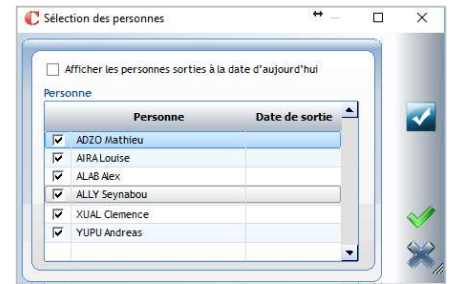 Sélection des personnes
Afficher les personnes sorties à la date d'aujourd'hui
Personne
Personne Date de sortie
ADZO Mathieu
AIRA Louise
ALAB Alex
ALLY Seynabou
XUAL Clemence
YUPU Andreas